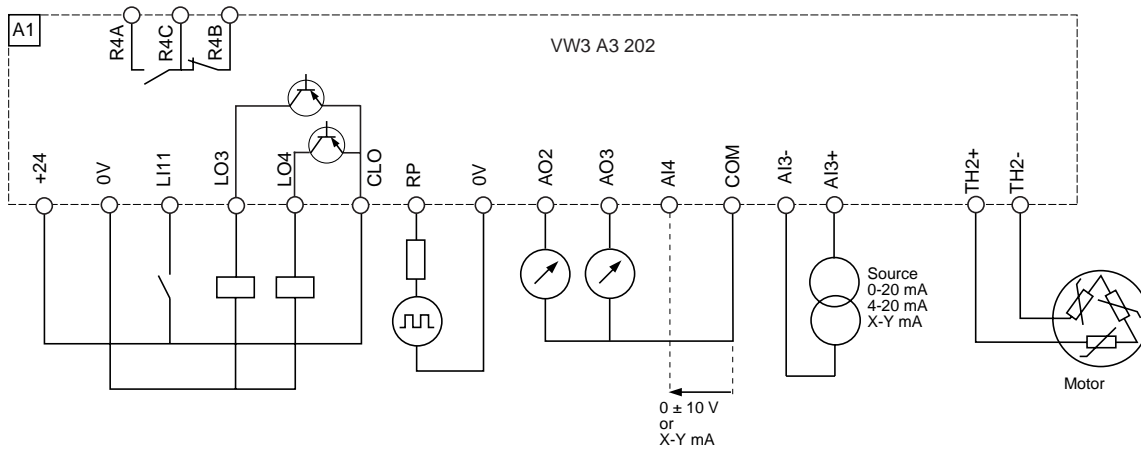 A1
R4A
R4C
R4B
VW3 A3 202
+24
0V
LI11
LO3
LO4
CLO
RP
0V
AO2
AO3
AI4
COM
AI3-
AI3+
TH2+
TH2-
Source
0-20 mA
4-20 mA
X-Y mA
Motor
0 ± 10 V
or
X-Y mA